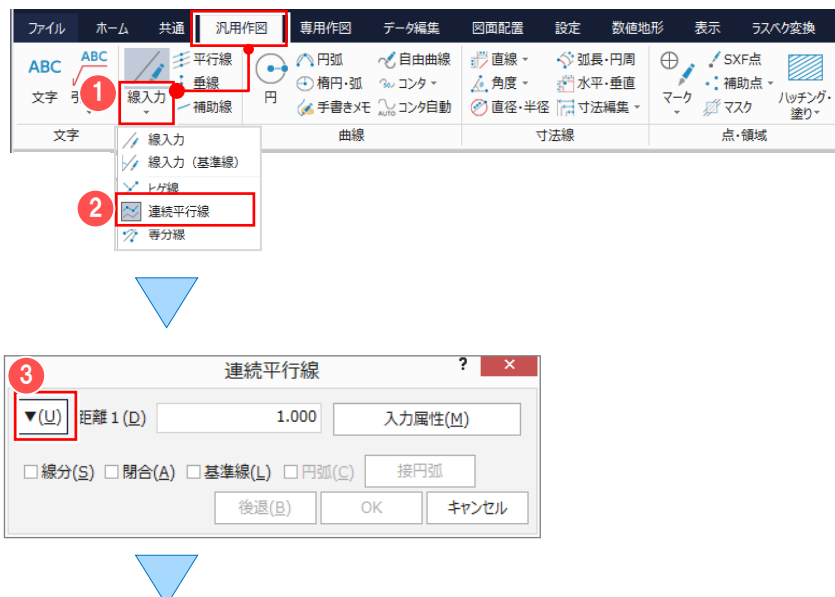 ファイル ホーム 共通 汎用作図 専用作図 データ編集 図面配置 設定 数値地形 表示 ラスベク変換
ABC ABC 平行線 円弧 自由曲線 直線 弧長・円周 SXF点
1 垂線 楕円・弧 コンタ 角度 水平・垂直 補助点
文字 引 線入力 補助線 円 手書きメモ AUTO コンタ自動 直径・半径 寸法編集 マーク マスク ハッチング・塗り
文字 曲線 寸法線 点・領域
線入力
線入力（基準線）
ヒゲ線
2 連続平行線
等分線
3 連続平行線 ? ×
▼(U) 距離1(D) 1.000 入力属性(M)
線分(S) 閉合(A) 基準線(L) 円弧(C) 接円弧
後退(B) OK キャンセル